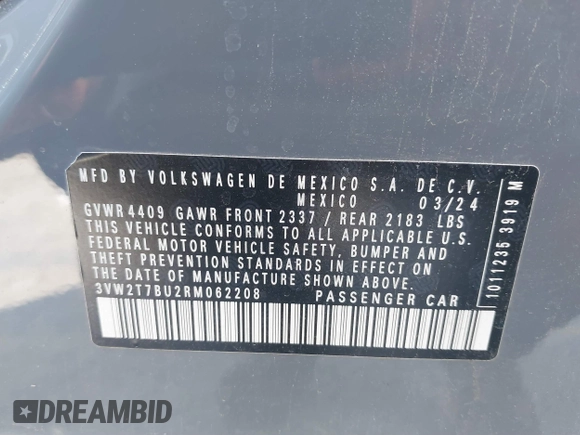 MFD BY VOLKSWAGEN DE MEXICO S.A. DE C.V.
MEXICO 03/24
GVWR 4409 GAWR FRONT 2337 / REAR 2183 LBS
THIS VEHICLE CONFORMS TO ALL APPLICABLE U.S.
FEDERAL MOTOR VEHICLE SAFETY, BUMPER AND
THEFT PREVENTION STANDARDS IN EFFECT ON
THE DATE OF MANUFACTURE SHOWN ABOVE.
3VW2T7BU2RM062208 PASSENGER CAR
1011235 3919 M
DREAMBID